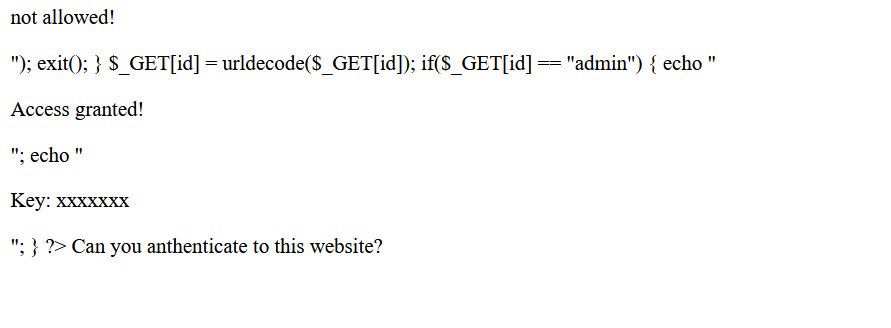 not allowed!
"); exit(); } $_GET[id] = urldecode($_GET[id]); if($_GET[id] == "admin") { echo "
Access granted!
"; echo "
Key: xxxxxxx
"; } ?> Can you anthenticate to this website?